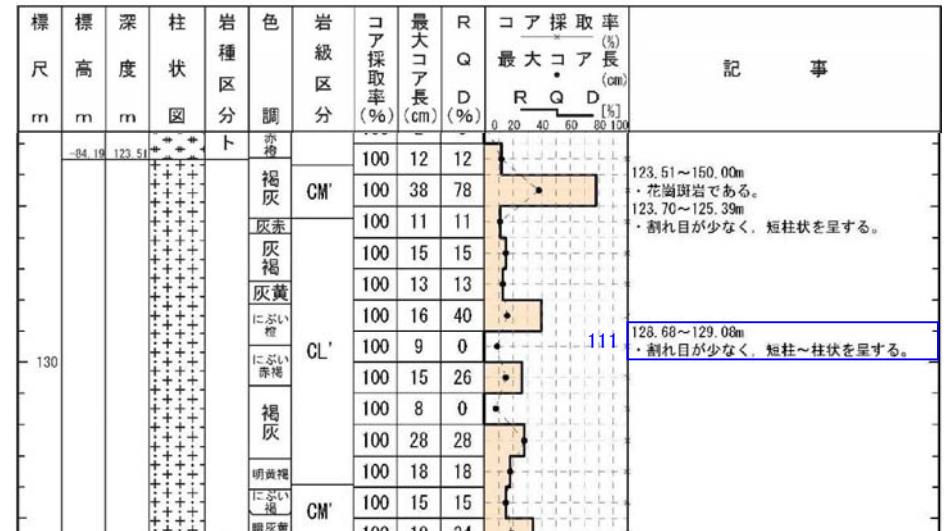 標尺m 標高m 深度m 柱状図 岩種区分 色調 岩級区分 コア採取率(%) 最大コア長(cm) RQD(%) コア採取率(%) 最大コア長(cm) RQD[%] 記事
0 20 40 60 80 100
ト 赤橙
-84.19 123.51
100 12 12
123.51～150.00m
褐灰 CM' 100 38 78
・花崗斑岩である。
123.70～125.39m
灰赤 100 11 11
・割れ目が少なく，短柱状を呈する。
灰褐 100 15 15
灰黄 100 13 13
にぶい橙 100 16 40
128.68～129.08m
CL' 100 9 0 111
・割れ目が少なく，短柱～柱状を呈する。
130
にぶい赤褐 100 15 26
褐灰 100 8 0
100 28 28
明黄褐 100 18 18
にぶい褐 CM' 100 15 15
暗灰黄